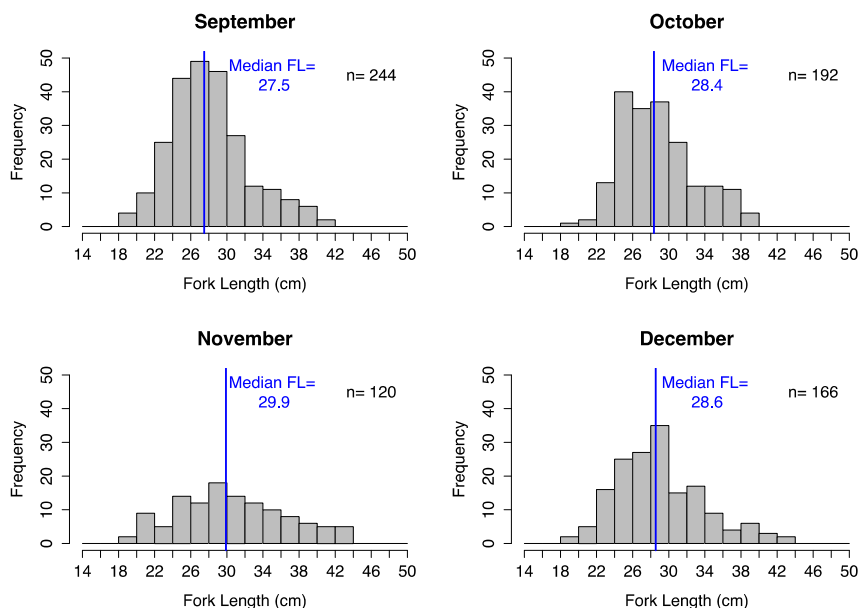 September
Median FL=
27.5
n= 244
Frequency
0 10 20 30 40 50
14 18 22 26 30 34 38 42 46 50
Fork Length (cm)
October
Median FL=
28.4
n= 192
Frequency
0 10 20 30 40 50
14 18 22 26 30 34 38 42 46 50
Fork Length (cm)
November
Median FL=
29.9
n= 120
Frequency
0 10 20 30 40 50
14 18 22 26 30 34 38 42 46 50
Fork Length (cm)
December
Median FL=
28.6
n= 166
Frequency
0 10 20 30 40 50
14 18 22 26 30 34 38 42 46 50
Fork Length (cm)